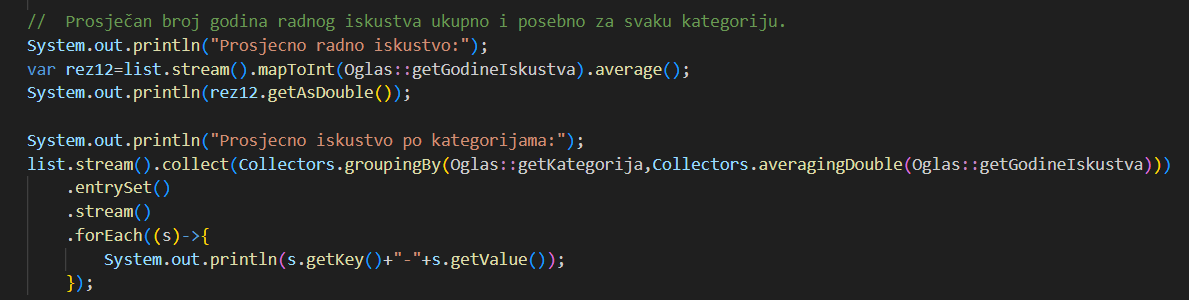 //  Prosječan broj godina radnog iskustva ukupno i posebno za svaku kategoriju.
System.out.println("Prosjecno radno iskustvo:");
var rez12=list.stream().mapToInt(Oglas::getGodineIskustva).average();
System.out.println(rez12.getAsDouble());

System.out.println("Prosjecno iskustvo po kategorijama:");
list.stream().collect(Collectors.groupingBy(Oglas::getKategorija,Collectors.averagingDouble(Oglas::getGodineIskustva)))
    .entrySet()
    .stream()
    .forEach((s)->{
        System.out.println(s.getKey()+"-"+s.getValue());
    });